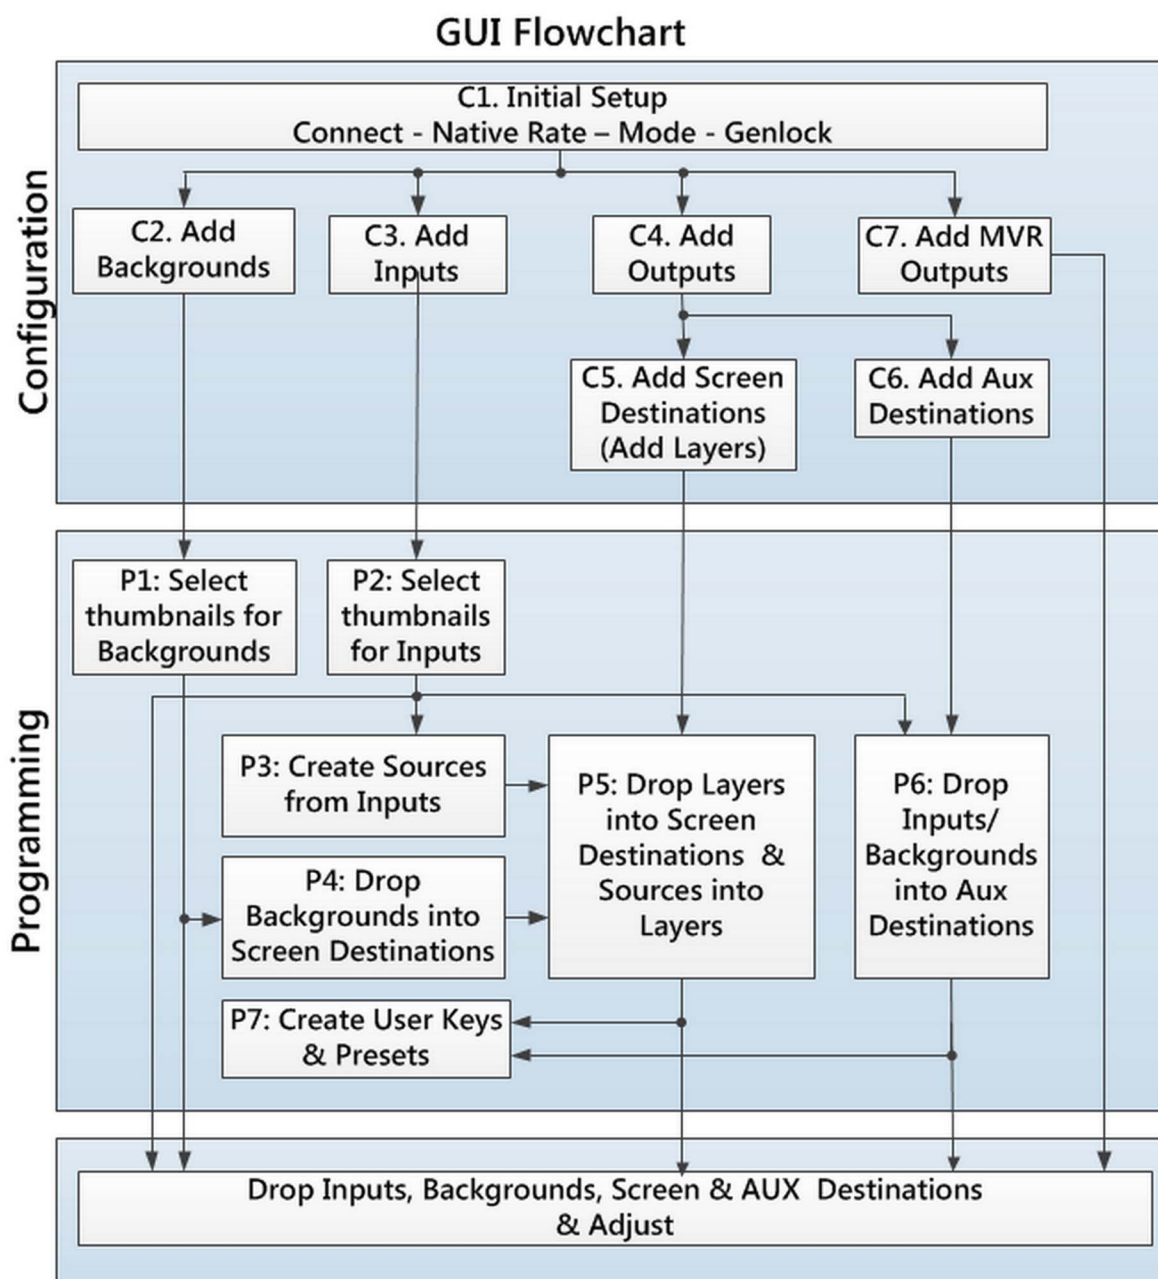 GUI Flowchart
Configuration
C1. Initial Setup
Connect - Native Rate – Mode - Genlock
C2. Add
Backgrounds
C3. Add
Inputs
C4. Add
Outputs
C7. Add MVR
Outputs
C5. Add Screen
Destinations
(Add Layers)
C6. Add Aux
Destinations
Programming
P1: Select
thumbnails for
Backgrounds
P2: Select
thumbnails
for Inputs
P3: Create Sources
from Inputs
P4: Drop
Backgrounds into
Screen Destinations
P5: Drop Layers
into Screen
Destinations &
Sources into
Layers
P6: Drop
Inputs/
Backgrounds
into Aux
Destinations
P7: Create User Keys
& Presets
Drop Inputs, Backgrounds, Screen & AUX Destinations
& Adjust